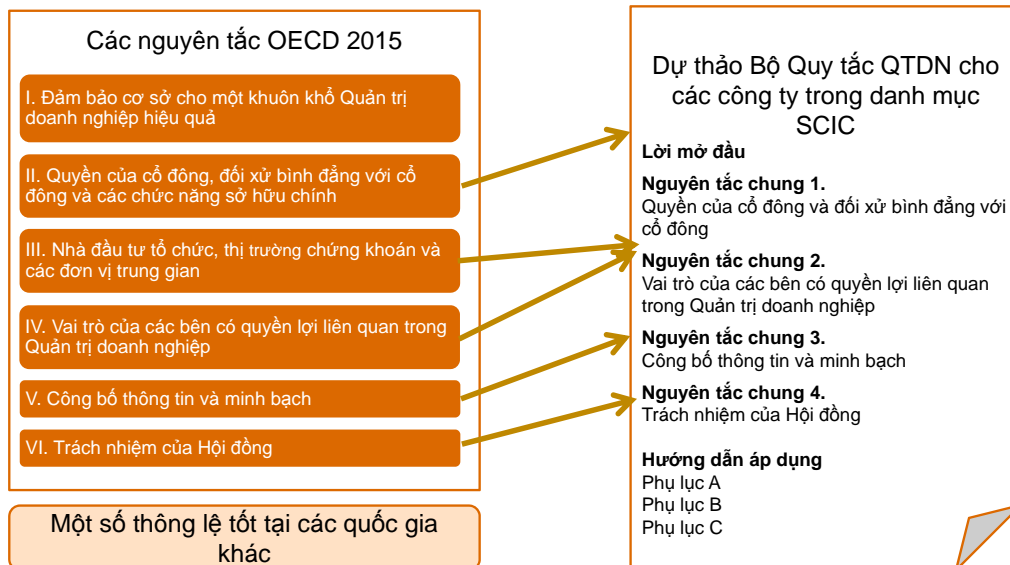 Các nguyên tắc OECD 2015
I. Đảm bảo cơ sở cho một khuôn khổ Quản trị
doanh nghiệp hiệu quả
II. Quyền của cổ đông, đối xử bình đẳng với cổ
đông và các chức năng sở hữu chính
III. Nhà đầu tư tổ chức, thị trường chứng khoán và
các đơn vị trung gian
IV. Vai trò của các bên có quyền lợi liên quan trong
Quản trị doanh nghiệp
V. Công bố thông tin và minh bạch
VI. Trách nhiệm của Hội đồng
Một số thông lệ tốt tại các quốc gia
khác
Dự thảo Bộ Quy tắc QTDN cho
các công ty trong danh mục
SCIC
Lời mở đầu
Nguyên tắc chung 1.
Quyền của cổ đông và đối xử bình đẳng với
cổ đông
Nguyên tắc chung 2.
Vai trò của các bên có quyền lợi liên quan
trong Quản trị doanh nghiệp
Nguyên tắc chung 3.
Công bố thông tin và minh bạch
Nguyên tắc chung 4.
Trách nhiệm của Hội đồng
Hướng dẫn áp dụng
Phụ lục A
Phụ lục B
Phụ lục C